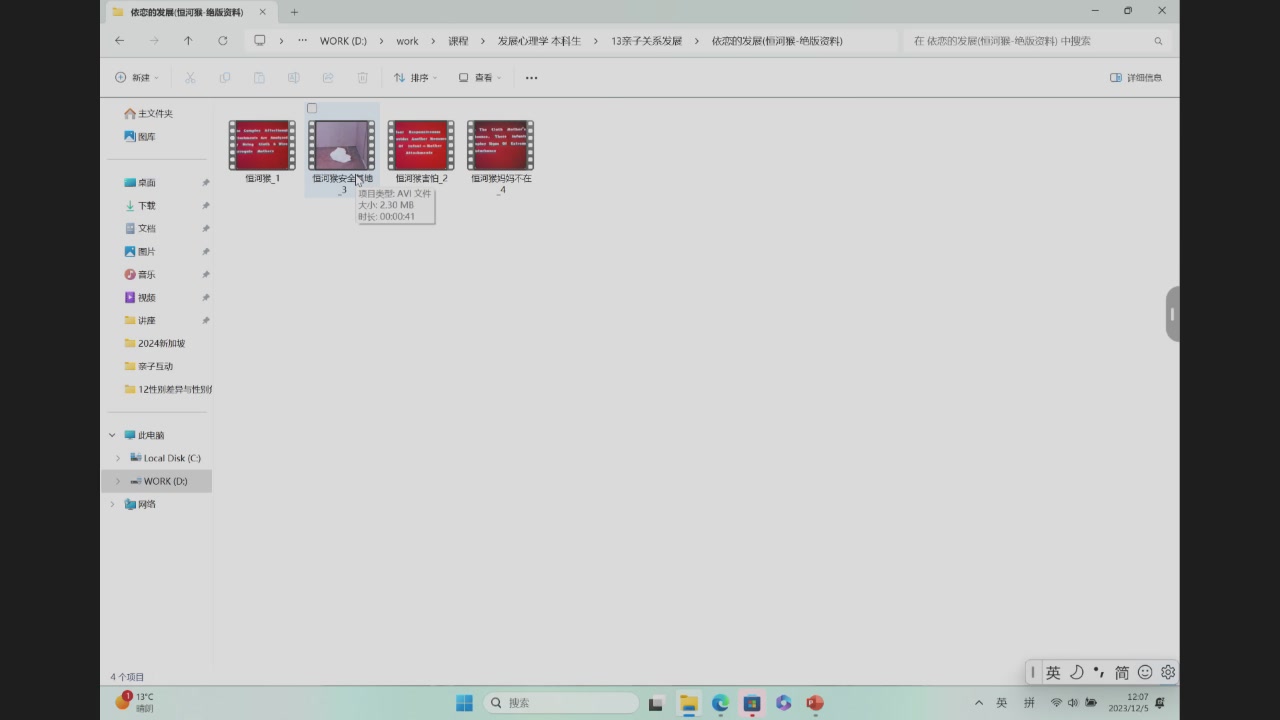 依恋的发展(恒河猴-绝版资料)
WORK (D:) > work > 课程 > 发展心理学 本科生 > 13亲子关系发展 > 依恋的发展(恒河猴-绝版资料)
在 依恋的发展(恒河猴-绝版资料) 中搜索
新建
排序
查看
详细信息
主文件夹
图库
桌面
下载
文档
图片
音乐
视频
讲座
2024新加坡
亲子互动
12性别差异与性别
此电脑
Local Disk (C:)
WORK (D:)
网络
恒河猴_1
恒河猴安全基地
_3
恒河猴害怕_2
恒河猴妈妈不在
_4
项目类型: AVI 文件
大小: 2.30 MB
时长: 00:00:41
4 个项目
英
简
1
13°C
晴朗
搜索
英
拼
12:07
2023/12/5